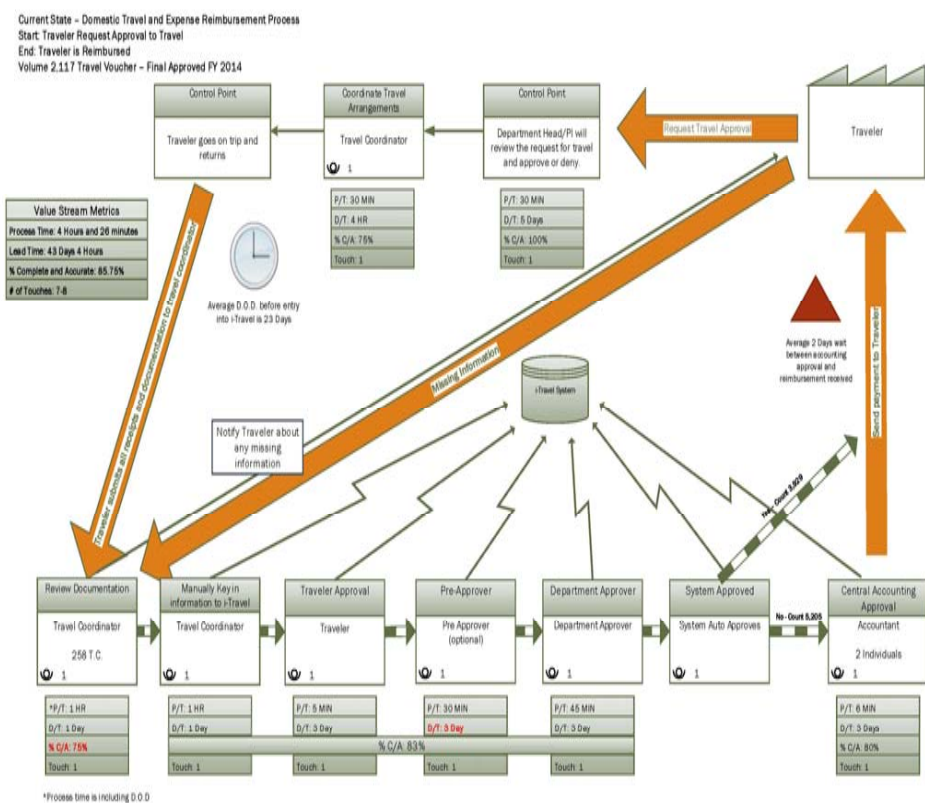 Current State – Domestic Travel and Expense Reimbursement Process
Start: Traveler Request Approval to Travel
End: Traveler is Reimbursed
Volume 2,117 Travel Voucher – Final Approved FY 2014
Control Point
Traveler goes on trip and
returns
Coordinate Travel
Arrangements
Travel Coordinator
1
P/T: 30 MIN
D/T: 4 HR
% C/A: 75%
Touch: 1
Control Point
Department Head/PI will
review the request for
travel and approve or deny.
P/T: 30 MIN
D/T: 5 Days
% C/A: 100%
Touch: 1
Request Travel Approval
Traveler
Value Stream Metrics
Process Time: 4 Hours and 26 minutes
Lead Time: 43 Days 4 Hours
% Complete and Accurate: 85.75%
# of Touches: 7-8
Traveler submits all receipts and documentation to travel coordinator
Average D.O.D. before entry
into i-Travel is 23 Days
Missing Information
Notify Traveler about
any missing
information
i-Travel System
Average 2 Days wait
between accounting
approval and
reimbursement received
Send payment to Traveler
Review Documentation
Travel Coordinator
258 T.C.
1
*P/T: 1 HR
D/T: 1 Day
% C/A: 75%
Touch: 1
Manually Key in
information to i-Travel
Travel Coordinator
1
P/T: 1 HR
D/T: 1 Day
Touch: 1
Traveler Approval
Traveler
1
P/T: 5 MIN
D/T: 3 Day
Touch: 1
Pre-Approver
Pre Approver
(optional)
1
P/T: 30 MIN
D/T: 3 Day
Touch: 1
Department Approver
Department Approver
1
P/T: 45 MIN
D/T: 3 Day
Touch: 1
% C/A: 83%
System Approved
System Auto Approves
1
Yes - Count 3,929
No - Count 5,205
Central Accounting
Approval
Accountant
2 Individuals
1
P/T: 6 MIN
D/T: 3 Days
% C/A: 80%
Touch: 1
*Process time is including D.O.D